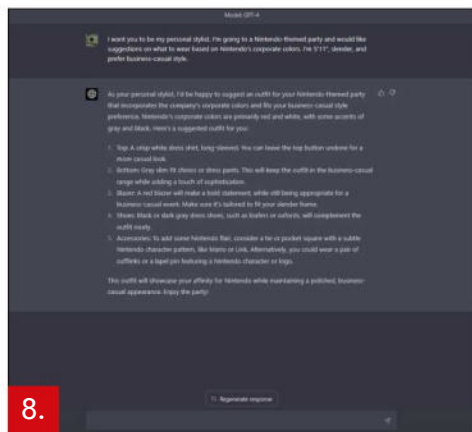 Model: GPT-4
I want you to be my personal stylist. I'm going to a Nintendo-themed party and would like
suggestions on what to wear based on Nintendo's corporate colors. I'm 5'11", slender, and
prefer business-casual style.
As your personal stylist, I'd be happy to suggest an outfit for your Nintendo-themed party
that incorporates the company's corporate colors and fits your business-casual style
preference. Nintendo's corporate colors are primarily red and white, with some accents of
gray and black. Here's a suggested outfit for you:
1. Top: A crisp white dress shirt, long-sleeved. You can leave the top button undone for a
more casual look.
2. Bottom: Gray slim-fit chinos or dress pants. This will keep the outfit in the business-casual
range while adding a touch of sophistication.
3. Blazer: A red blazer will make a bold statement, while still being appropriate for a
business-casual event. Make sure it's tailored to fit your slender frame.
4. Shoes: Black or dark gray dress shoes, such as loafers or oxfords, will complement the
outfit nicely.
5. Accessories: To add some Nintendo flair, consider a tie or pocket square with a subtle
Nintendo character pattern, like Mario or Link. Alternatively, you could wear a pair of
cufflinks or a lapel pin featuring a Nintendo character or logo.
This outfit will showcase your affinity for Nintendo while maintaining a polished, business-
casual appearance. Enjoy the party!
Regenerate response
8.